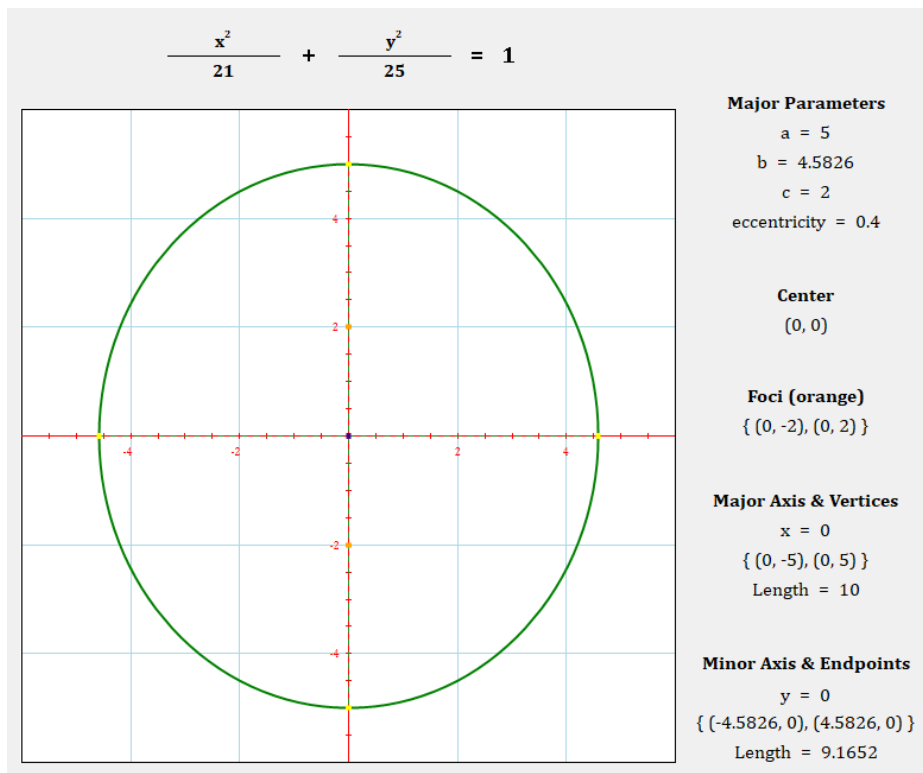 x²/21 + y²/25 = 1
Major Parameters
a = 5
b = 4.5826
c = 2
eccentricity = 0.4
Center
(0, 0)
Foci (orange)
{ (0, -2), (0, 2) }
Major Axis & Vertices
x = 0
{ (0, -5), (0, 5) }
Length = 10
Minor Axis & Endpoints
y = 0
{ (-4.5826, 0), (4.5826, 0) }
Length = 9.1652
4
2
-4 -2 2 4
-2
-4